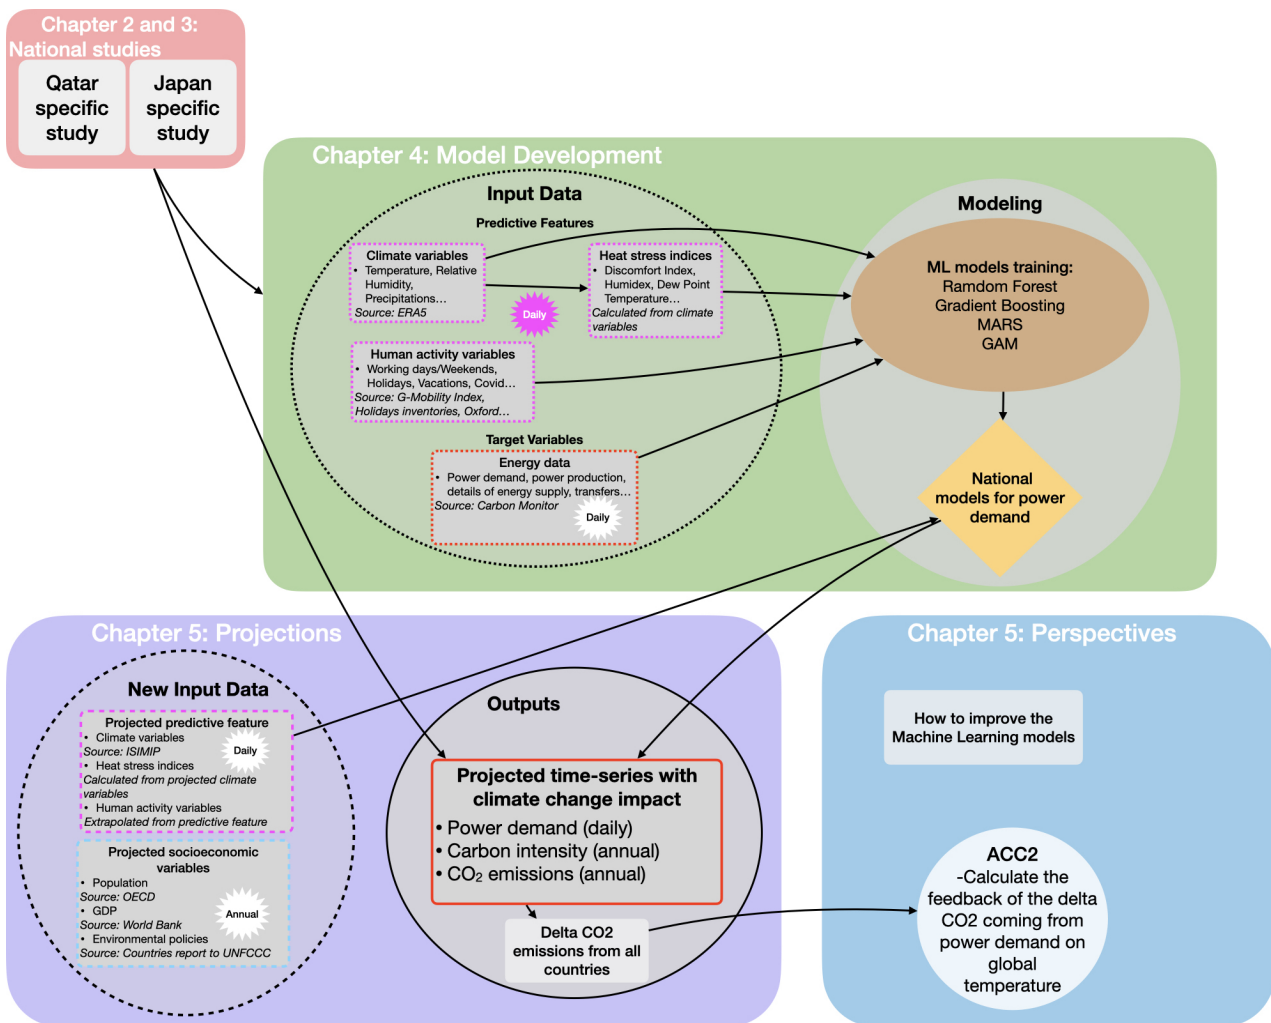 Chapter 2 and 3:
National studies
Qatar
specific
study
Japan
specific
study
Chapter 4: Model Development
Input Data
Predictive Features
Climate variables
• Temperature, Relative
Humidity,
Precipitations...
Source: ERA5
Heat stress indices
• Discomfort Index,
Humidex, Dew Point
Temperature...
Calculated from climate
variables
Daily
Human activity variables
• Working days/Weekends,
Holidays, Vacations, Covid...
Source: G-Mobility Index,
Holidays inventories, Oxford...
Target Variables
Energy data
• Power demand, power production,
details of energy supply, transfers...
Source: Carbon Monitor
Daily
Modeling
ML models training:
Ramdom Forest
Gradient Boosting
MARS
GAM
National
models for power
demand
Chapter 5: Projections
New Input Data
Projected predictive feature
• Climate variables
Source: ISIMIP
• Heat stress indices
Calculated from projected climate
variables
• Human activity variables
Extrapolated from predictive feature
Daily
Projected socioeconomic
variables
• Population
Source: OECD
• GDP
Source: World Bank
• Environmental policies
Source: Countries report to UNFCCC
Annual
Outputs
Projected time-series with
climate change impact
• Power demand (daily)
• Carbon intensity (annual)
• CO₂ emissions (annual)
Delta CO2
emissions from all
countries
Chapter 5: Perspectives
How to improve the
Machine Learning models
ACC2
-Calculate the
feedback of the delta
CO2 coming from
power demand on
global
temperature